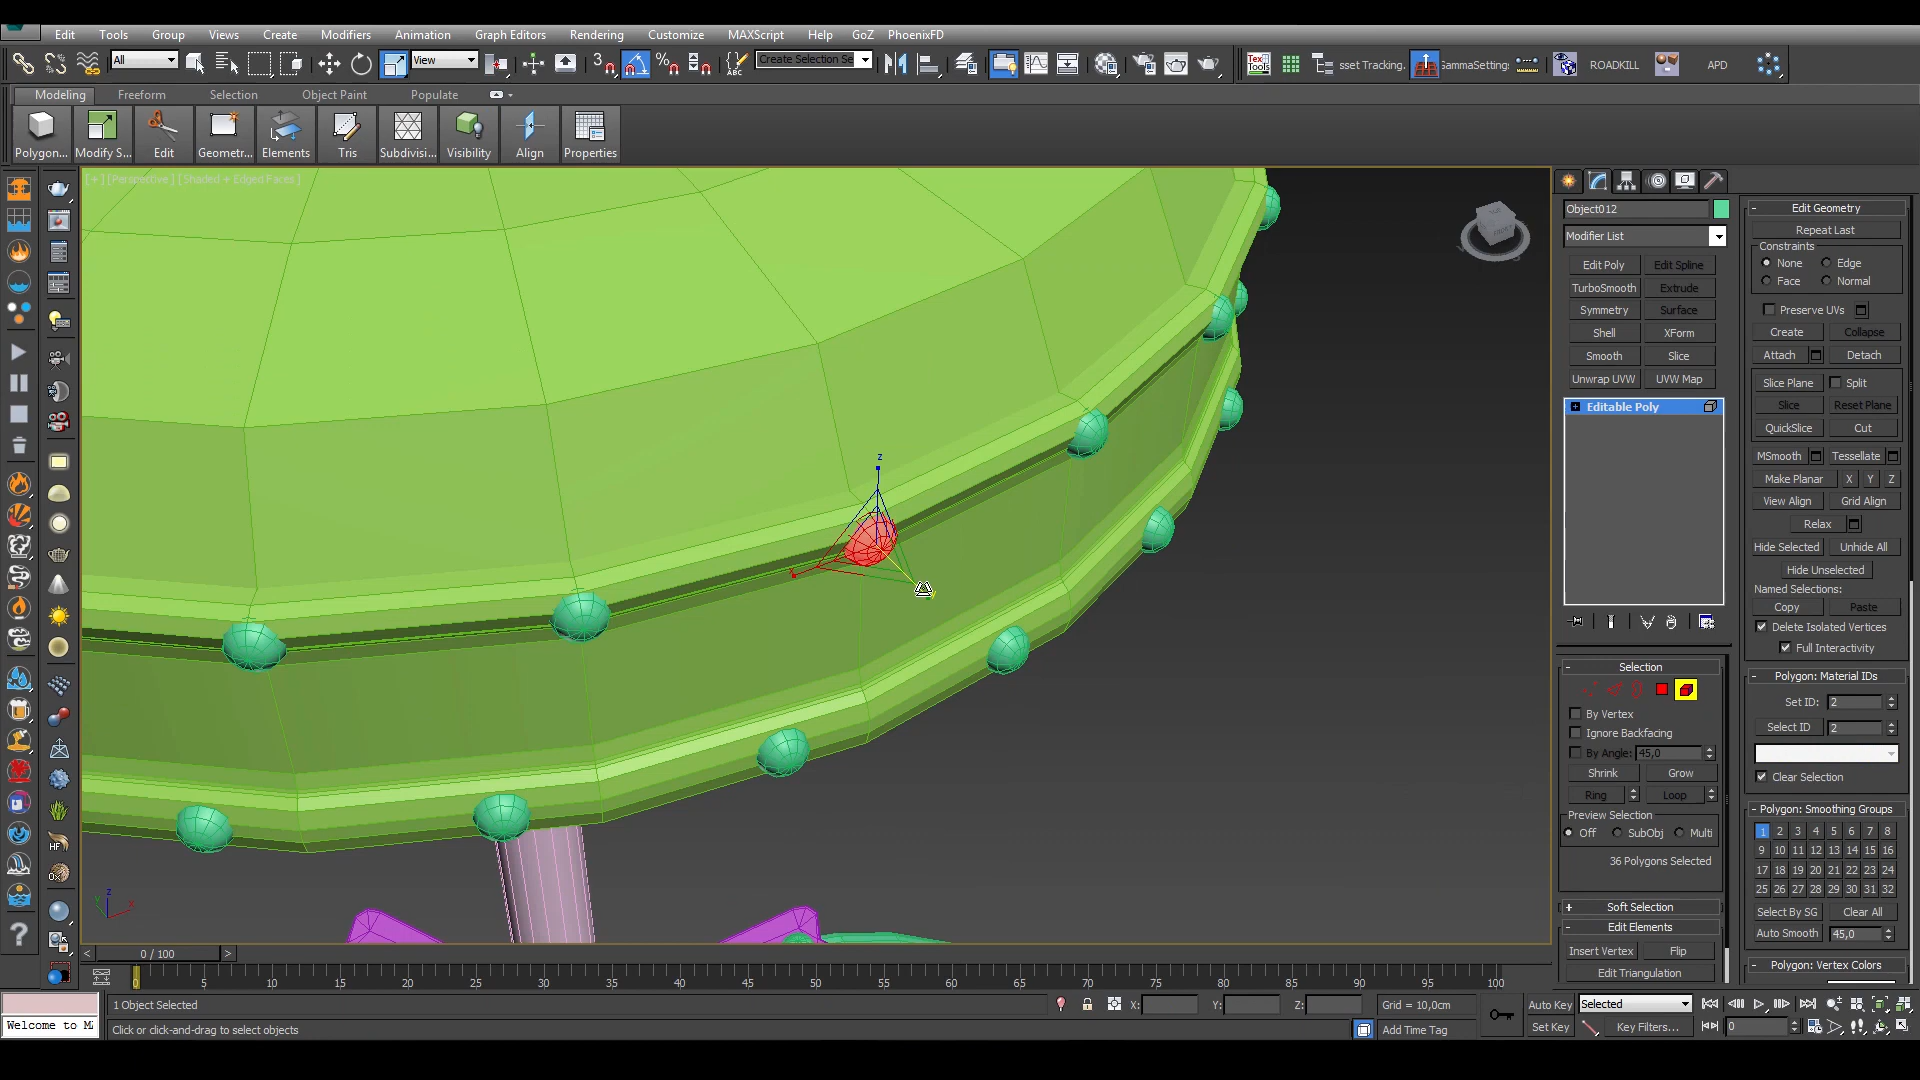 Edit Tools Group Views Create Modifiers Animation Graph Editors Rendering Customize MAXScript Help GoZ PhoenixFD
All View 3 Create Selection Se Tex Tools sset Tracking. GammaSetting: ROADKILL APD
Modeling Freeform Selection Object Paint Populate
Polygon... Modify S... Edit Geometr... Elements Tris Subdivisi... Visibility Align Properties
[+] [Perspective] [Shaded + Edged Faces]
Object012
Modifier List
Edit Poly Edit Spline
TurboSmooth Extrude
Symmetry Surface
Shell XForm
Smooth Slice
Unwrap UVW UVW Map
Editable Poly
Selection
By Vertex
Ignore Backfacing
By Angle: 45,0
Shrink Grow
Ring Loop
Preview Selection
Off SubObj Multi
36 Polygons Selected
Soft Selection
Edit Elements
Insert Vertex Flip
Edit Triangulation
Edit Geometry
Repeat Last
Constraints
None Edge
Face Normal
Preserve UVs
Create Collapse
Attach Detach
Slice Plane Split
Slice Reset Plane
QuickSlice Cut
MSmooth Tessellate
Make Planar X Y Z
View Align Grid Align
Relax
Hide Selected Unhide All
Hide Unselected
Named Selections:
Copy Paste
Delete Isolated Vertices
Full Interactivity
Polygon: Material IDs
Set ID: 2
Select ID 2
Clear Selection
Polygon: Smoothing Groups
1 2 3 4 5 6 7 8
9 10 11 12 13 14 15 16
17 18 19 20 21 22 23 24
25 26 27 28 29 30 31 32
Select By SG Clear All
Auto Smooth 45,0
Polygon: Vertex Colors
z
x
HF
z
x
< 0 / 100 >
0 5 10 15 20 25 30 35 40 45 50 55 60 65 70 75 80 85 90 95 100
1 Object Selected X: Y: Z: Grid = 10,0cm Auto Key Selected
Welcome to M Click or click-and-drag to select objects Add Time Tag Set Key Key Filters... 0